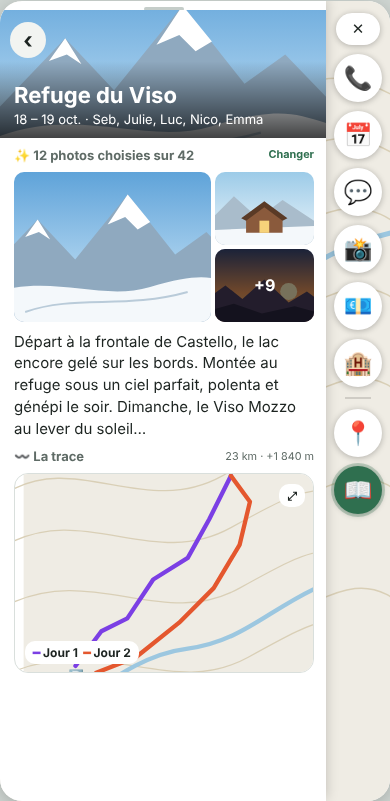 Refuge du Viso
18 – 19 oct. · Seb, Julie, Luc, Nico, Emma
✨ 12 photos choisies sur 42
Changer
+9
Départ à la frontale de Castello, le lac
encore gelé sur les bords. Montée au
refuge sous un ciel parfait, polenta et
génépi le soir. Dimanche, le Viso Mozzo
au lever du soleil...
〰 La trace
23 km · +1 840 m
Jour 1
Jour 2